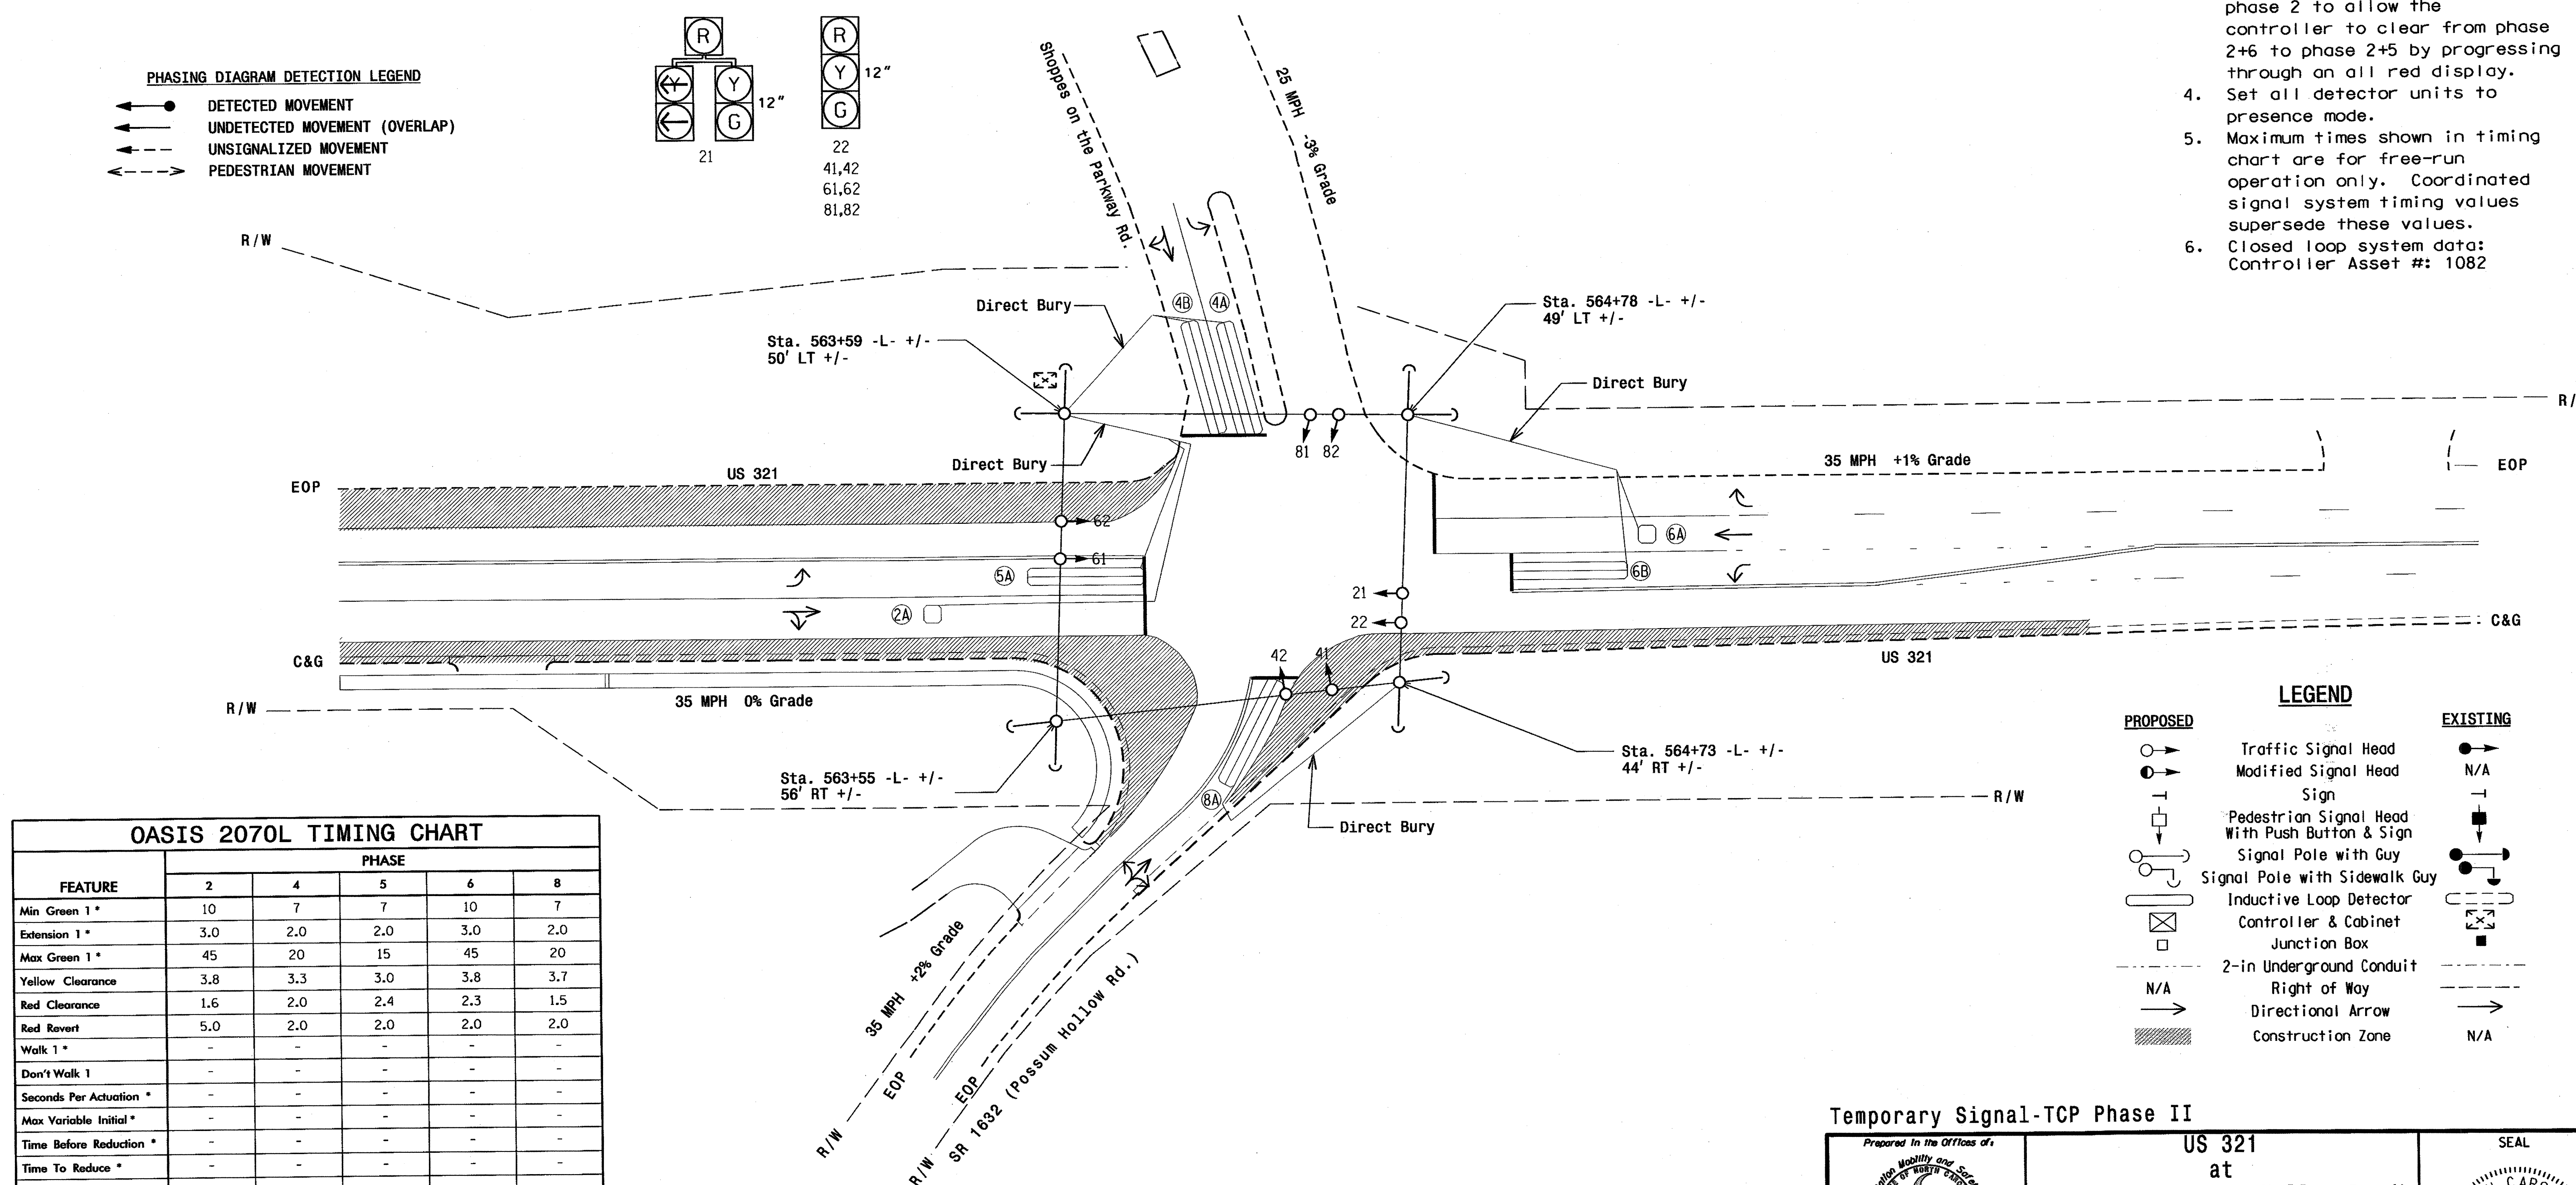 PHASING DIAGRAM DETECTION LEGEND
DETECTED MOVEMENT
UNDETECTED MOVEMENT (OVERLAP)
UNSIGNALIZED MOVEMENT
PEDESTRIAN MOVEMENT
R
Y
Y
G
12"
21
R
Y
G
12"
22
41,42
61,62
81,82
phase 2 to allow the
controller to clear from phase
2+6 to phase 2+5 by progressing
through an all red display.
4. Set all detector units to
presence mode.
5. Maximum times shown in timing
chart are for free-run
operation only. Coordinated
signal system timing values
supersede these values.
6. Closed loop system data:
Controller Asset #: 1082
Shoppes on the Parkway Rd.
25 MPH -3% Grade
R/W
Direct Bury
4B
4A
Sta. 563+59 -L- +/-
50' LT +/-
Sta. 564+78 -L- +/-
49' LT +/-
Direct Bury
R/
81 82
Direct Bury
US 321
35 MPH +1% Grade
EOP
EOP
62
61
6A
6B
5A
2A
21
22
C&G
C&G
42
41
US 321
35 MPH 0% Grade
R/W
Sta. 563+55 -L- +/-
56' RT +/-
Sta. 564+73 -L- +/-
44' RT +/-
8A
R/W
Direct Bury
35 MPH +2% Grade
EOP
EOP
R/W
R/W
SR 1632 (Possum Hollow Rd.)
OASIS 2070L TIMING CHART
FEATURE PHASE
2 4 5 6 8
Min Green 1 * 10 7 7 10 7
Extension 1 * 3.0 2.0 2.0 3.0 2.0
Max Green 1 * 45 20 15 45 20
Yellow Clearance 3.8 3.3 3.0 3.8 3.7
Red Clearance 1.6 2.0 2.4 2.3 1.5
Red Revert 5.0 2.0 2.0 2.0 2.0
Walk 1 * - - - - -
Don't Walk 1 - - - - -
Seconds Per Actuation * - - - - -
Max Variable Initial * - - - - -
Time Before Reduction * - - - - -
Time To Reduce * - - - - -
LEGEND
PROPOSED EXISTING
Traffic Signal Head
Modified Signal Head N/A
Sign
Pedestrian Signal Head
With Push Button & Sign
Signal Pole with Guy
Signal Pole with Sidewalk Guy
Inductive Loop Detector
Controller & Cabinet
Junction Box
2-in Underground Conduit
N/A Right of Way
Directional Arrow
Construction Zone N/A
Temporary Signal-TCP Phase II
Prepared in the Offices of:
US 321
at
SEAL